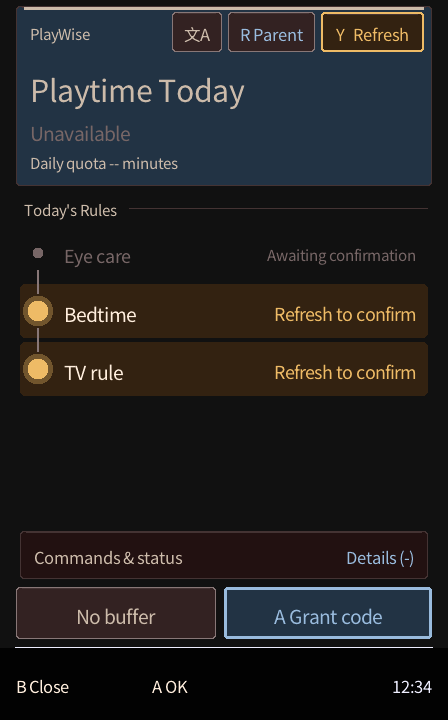 PlayWise 文A R Parent Y Refresh
Playtime Today
Unavailable
Daily quota -- minutes
Today's Rules
Eye care Awaiting confirmation
Bedtime Refresh to confirm
TV rule Refresh to confirm
Commands & status Details (-)
No buffer A Grant code
B Close A OK 12:34